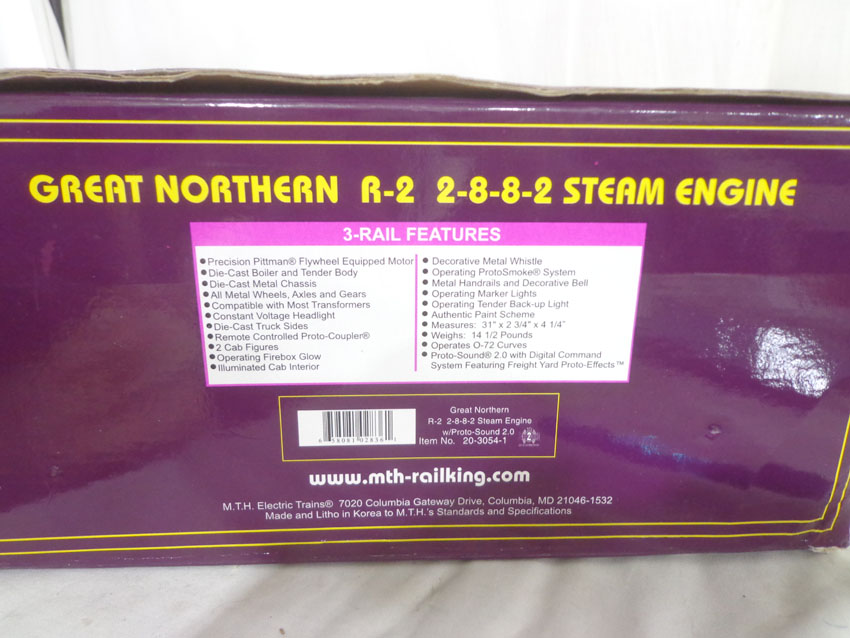 GREAT NORTHERN R-2 2-8-8-2 STEAM ENGINE
3-RAIL FEATURES
• Precision Pittman® Flywheel Equipped Motor
• Die-Cast Boiler and Tender Body
• Die-Cast Metal Chassis
• All Metal Wheels, Axles and Gears
• Compatible with Most Transformers
• Constant Voltage Headlight
• Die-Cast Truck Sides
• Remote Controlled Proto-Coupler®
• 2 Cab Figures
• Operating Firebox Glow
• Illuminated Cab Interior
• Decorative Metal Whistle
• Operating ProtoSmoke® System
• Metal Handrails and Decorative Bell
• Operating Marker Lights
• Operating Tender Back-up Light
• Authentic Paint Scheme
• Measures: 31" x 2 3/4" x 4 1/4"
• Weighs: 14 1/2 Pounds
• Operates O-72 Curves
• Proto-Sound® 2.0 with Digital Command
System Featuring Freight Yard Proto-Effects™
Great Northern
R-2 2-8-8-2 Steam Engine
w/Proto-Sound 2.0
Item No. 20-3054-1
6 58081 02836 1
www.mth-railking.com
M.T.H. Electric Trains® 7020 Columbia Gateway Drive, Columbia, MD 21046-1532
Made and Litho in Korea to M.T.H.'s Standards and Specifications